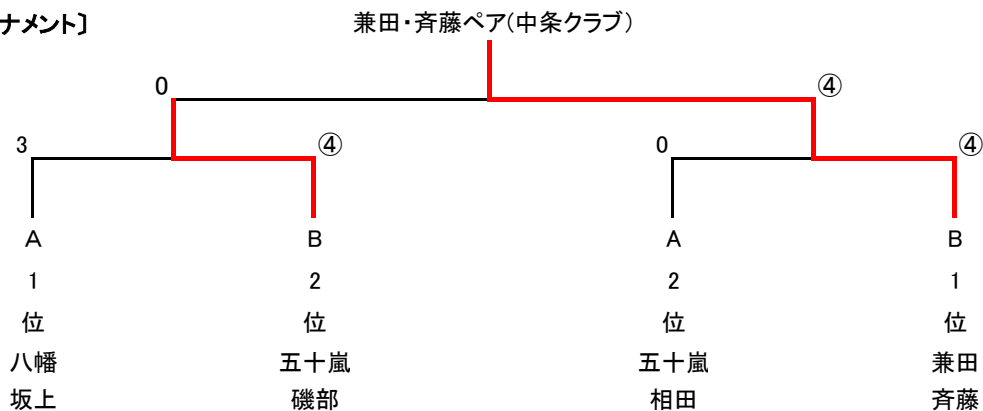 ナメント] 兼田・斉藤ペア(中条クラブ)
0 ④
3 ④ 0 ④
A B A B
1 2 2 1
位 位 位 位
八幡 五十嵐 五十嵐 兼田
坂上 磯部 相田 斉藤